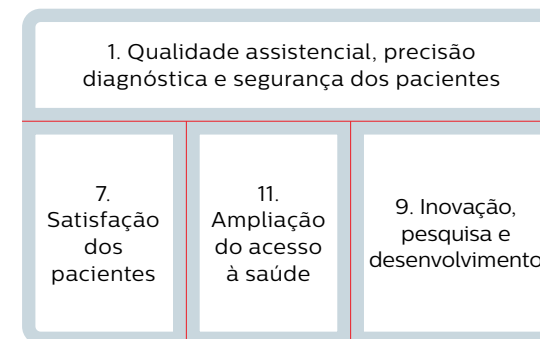 1. Qualidade assistencial, precisão
diagnóstica e segurança dos pacientes
7.
Satisfação
dos
pacientes
11.
Ampliação
do acesso
à saúde
9. Inovação,
pesquisa e
desenvolvimento